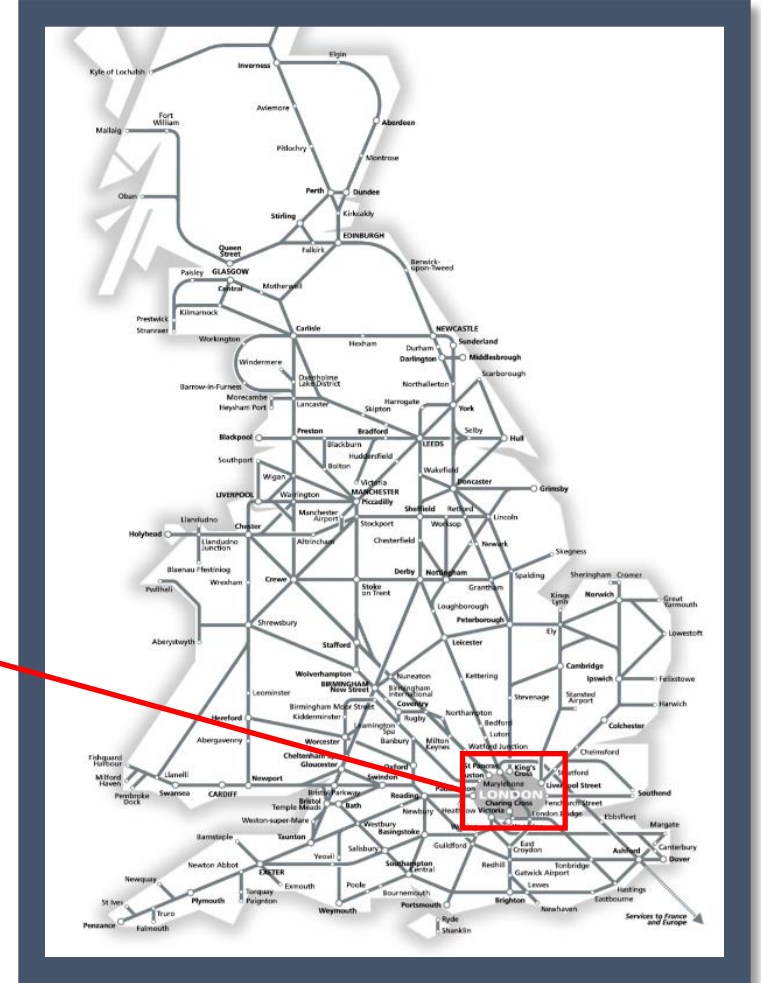 Elgin
Inverness
Kyle of Lochalsh
Aviemore
Fort
William
Aberdeen
Mallaig
Pitlochry
Montrose
Perth
Dundee
Oban
Stirling
Kirkcaldy
EDINBURGH
Queen
Street
Falkirk
Berwick-
upon-Tweed
Paisley
GLASGOW
Central
Motherwell
Prestwick
Kilmarnock
Stranraer
Carlisle
NEWCASTLE
Workington
Hexham
Durham
Sunderland
Darlington
Middlesbrough
Windermere
Oxenholme
Lake District
Northallerton
Scarborough
Barrow-in-Furness
Morecambe
Heysham Port
Lancaster
Harrogate
Skipton
York
Blackpool
Preston
Bradford
Selby
Hull
Blackburn
LEEDS
Huddersfield
Southport
Bolton
Wakefield
Wigan
Victoria
Doncaster
Grimsby
LIVERPOOL
Warrington
MANCHESTER
Piccadilly
Manchester
Airport
Sheffield
Retford
Lincoln
Llandudno
Chester
Stockport
Worksop
Holyhead
Llandudno
Junction
Altrincham
Chesterfield
Newark
Skegness
Blaenau Ffestiniog
Derby
Nottingham
Pwllheli
Wrexham
Crewe
Stoke
on Trent
Grantham
Spalding
Sheringham
Cromer
Kings
Lynn
Norwich
Great
Yarmouth
Loughborough
Shrewsbury
Peterborough
Ely
Lowestoft
Aberystwyth
Stafford
Leicester
Wolverhampton
Cambridge
BIRMINGHAM
New Street
Nuneaton
Kettering
Ipswich
Felixstowe
Leominster
Birmingham
International
Stevenage
Stansted
Airport
Harwich
Birmingham Moor Street
Coventry
Hereford
Kidderminster
Rugby
Northampton
Colchester
Leamington
Spa
Bedford
Abergavenny
Worcester
Banbury
Milton
Keynes
Luton
Watford Junction
Chelmsford
Fishguard
Harbour
Gloucester
Oxford
St Pancras
King's
Cross
Stratford
Milford
Haven
Llanelli
Newport
Swindon
Marylebone
Liverpool Street
Pembroke
Dock
Swansea
CARDIFF
Bristol Parkway
Reading
LONDON
Southend
Bristol
Temple Meads
Bath
Newbury
Heathrow
Victoria
Charing Cross
Fenchurch Street
London Bridge
Ebbsfleet
Weston-super-Mare
Margate
Barnstaple
Taunton
Westbury
Basingstoke
East
Croydon
Canterbury
Salisbury
Guildford
Ashford
Dover
Newton Abbot
Yeovil
Southampton
Central
Redhill
Gatwick Airport
Tonbridge
Newquay
EXETER
Exmouth
Poole
Lewes
Hastings
St Ives
Plymouth
Torquay
Paignton
Bournemouth
Brighton
Eastbourne
Truro
Weymouth
Portsmouth
Newhaven
Penzance
Falmouth
Ryde
Shanklin
Services to France
and Europe